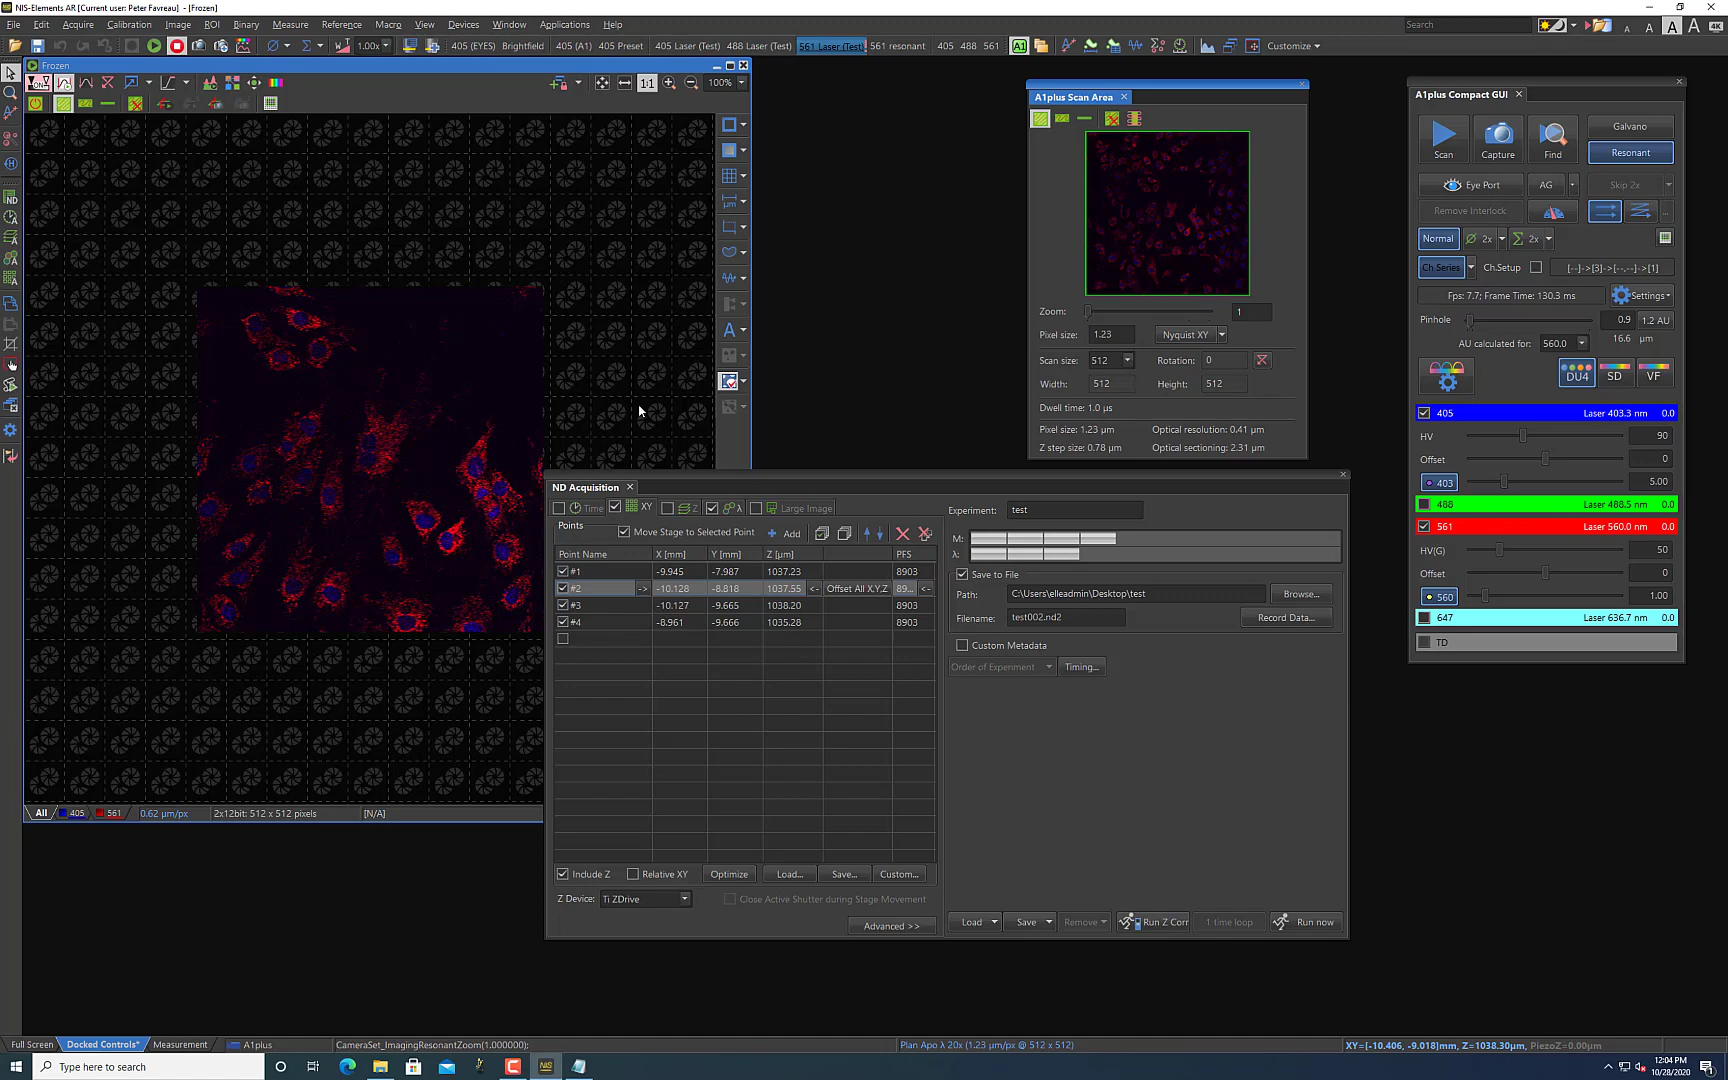 NIS-Elements AR [Current user: Peter Favreau] - [Frozen]
File Edit View Acquire Calibration Image ROI Binary Measure Reference Macro View Devices Window Applications Help
Search
1.00x 405 (EYES) Brightfield 405 (A1) 405 Preset 405 Laser (Test) 488 Laser (Test) 561 Laser (Test) 561 resonant 405 488 561 A1 Customize
Frozen
ON
1:1 100%
ND
All 405 561 0.62 µm/px 2x12bit: 512 x 512 pixels [N/A]
A1plus Scan Area
Zoom: 1
Pixel size: 1.23 Nyquist XY
Scan size: 512 Rotation: 0
Width: 512 Height: 512
Dwell time: 1.0 µs
Pixel size: 1.23 µm Optical resolution: 0.41 µm
Z step size: 0.78 µm Optical sectioning: 2.31 µm
A1plus Compact GUI
Scan Capture Find Galvano
Resonant
Eye Port AG Skip 2x
Remove Interlock
Normal 2x 2x
Ch.Series Ch.Setup [--]->[3]->[--,--]->[1]
Fps: 7.7; Frame Time: 130.3 ms Settings
Pinhole 0.9 1.2 AU
AU calculated for: 560.0 16.6 µm
DU4 SD VF
405 Laser 403.3 nm 0.0
HV 90
Offset 0
403 5.00
488 Laser 488.5 nm 0.0
561 Laser 560.0 nm 0.0
HV(G) 50
Offset 0
560 1.00
647 Laser 636.7 nm 0.0
TD
ND Acquisition
Time XY Z λ Large Image
Points Move Stage to Selected Point Add
Point Name X [mm] Y [mm] Z [µm] PFS
#1 -9.945 -7.987 1037.23 8903
#2 -> -10.128 -8.818 1037.55 <- Offset All X,Y,Z 89... <-
#3 -10.127 -9.665 1038.20 8903
#4 -8.961 -9.666 1035.28 8903
Include Z Relative XY Optimize Load... Save... Custom...
Z Device: Ti ZDrive Close Active Shutter during Stage Movement
Advanced >>
Experiment: test
M:
λ:
Save to File
Path: C:\Users\elleadmin\Desktop\test Browse...
Filename: test002.nd2 Record Data...
Custom Metadata
Order of Experiment Timing...
Load Save Remove Run Z Corr 1 time loop Run now
Full Screen Docked Controls* Measurement A1plus CameraSet_ImagingResonantZoom(1.000000); Plan Apo λ 20x (1.23 µm/px @ 512 x 512) XY=[-10.406, -9.018]mm, Z=1038.30µm, PiezoZ=0.00µm
Type here to search
NIS
12:04 PM
10/28/2020